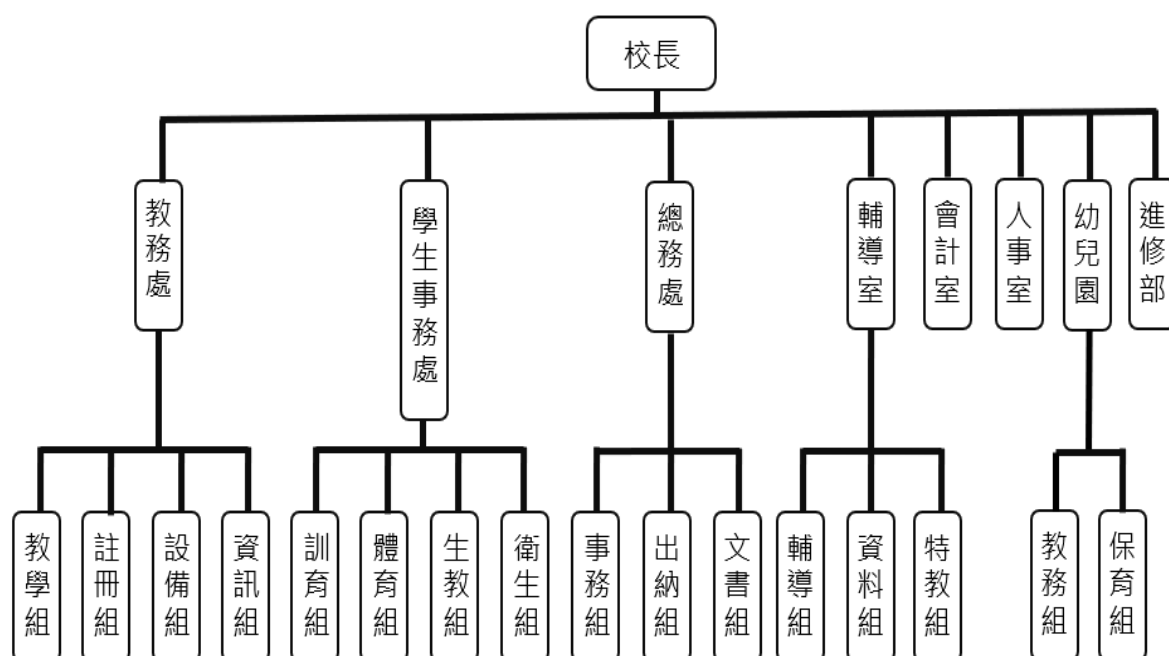 校長
教務處
學生事務處
總務處
輔導室
會計室
人事室
幼兒園
進修部
教學組
註冊組
設備組
資訊組
訓育組
體育組
生教組
衛生組
事務組
出納組
文書組
輔導組
資料組
特教組
教務組
保育組